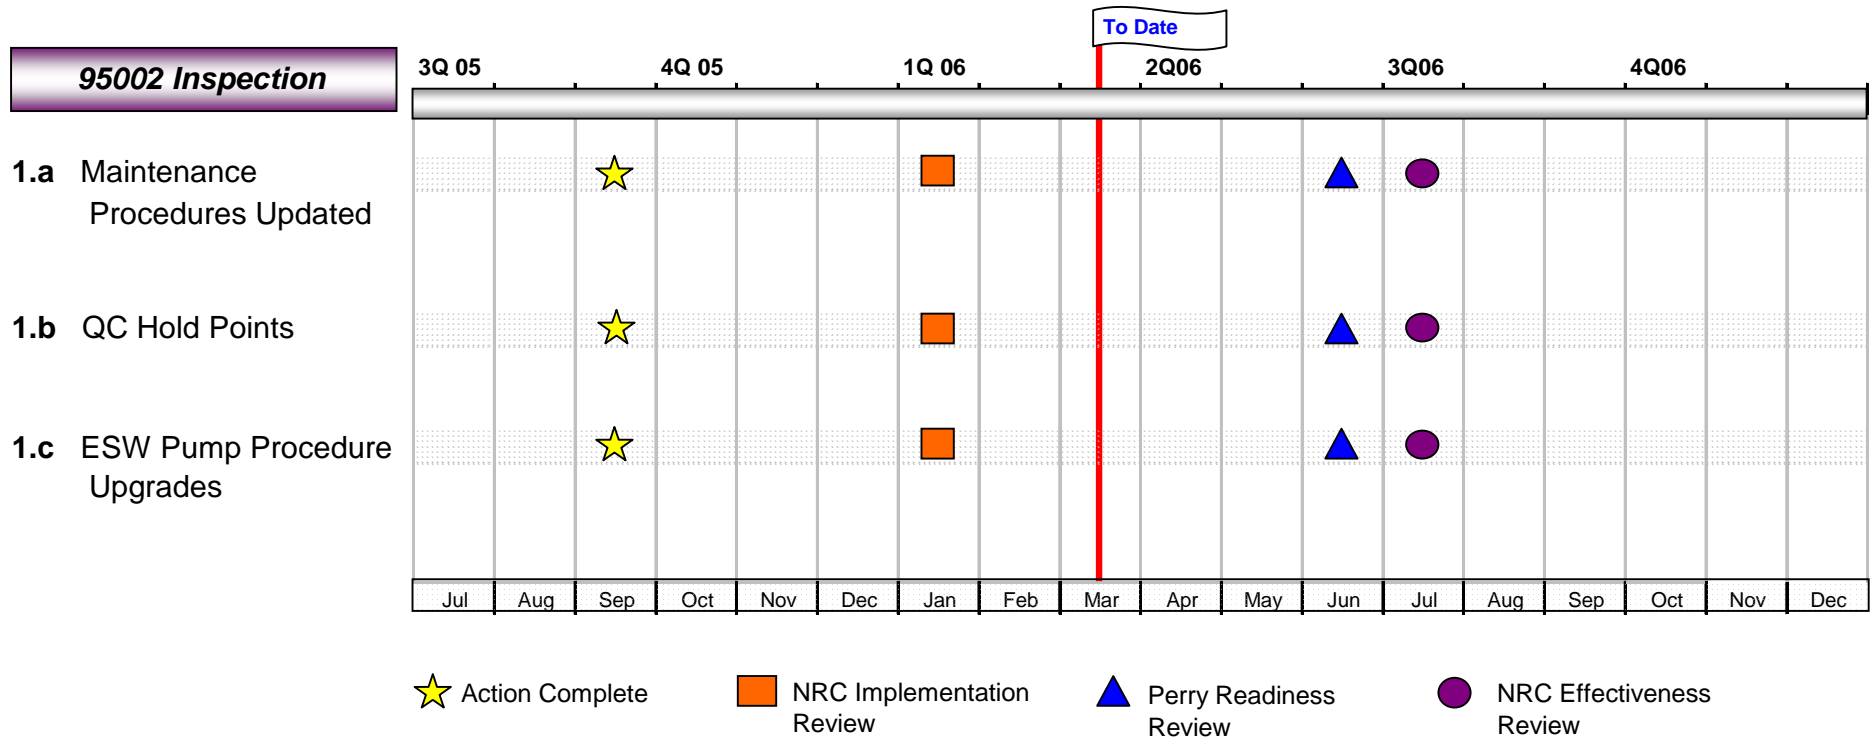 To Date
95002 Inspection
3Q 05 4Q 05 1Q 06 2Q06 3Q06 4Q06
1.a Maintenance
Procedures Updated
1.b QC Hold Points
1.c ESW Pump Procedure
Upgrades
Jul Aug Sep Oct Nov Dec Jan Feb Mar Apr May Jun Jul Aug Sep Oct Nov Dec
Action Complete
NRC Implementation
Review
Perry Readiness
Review
NRC Effectiveness
Review